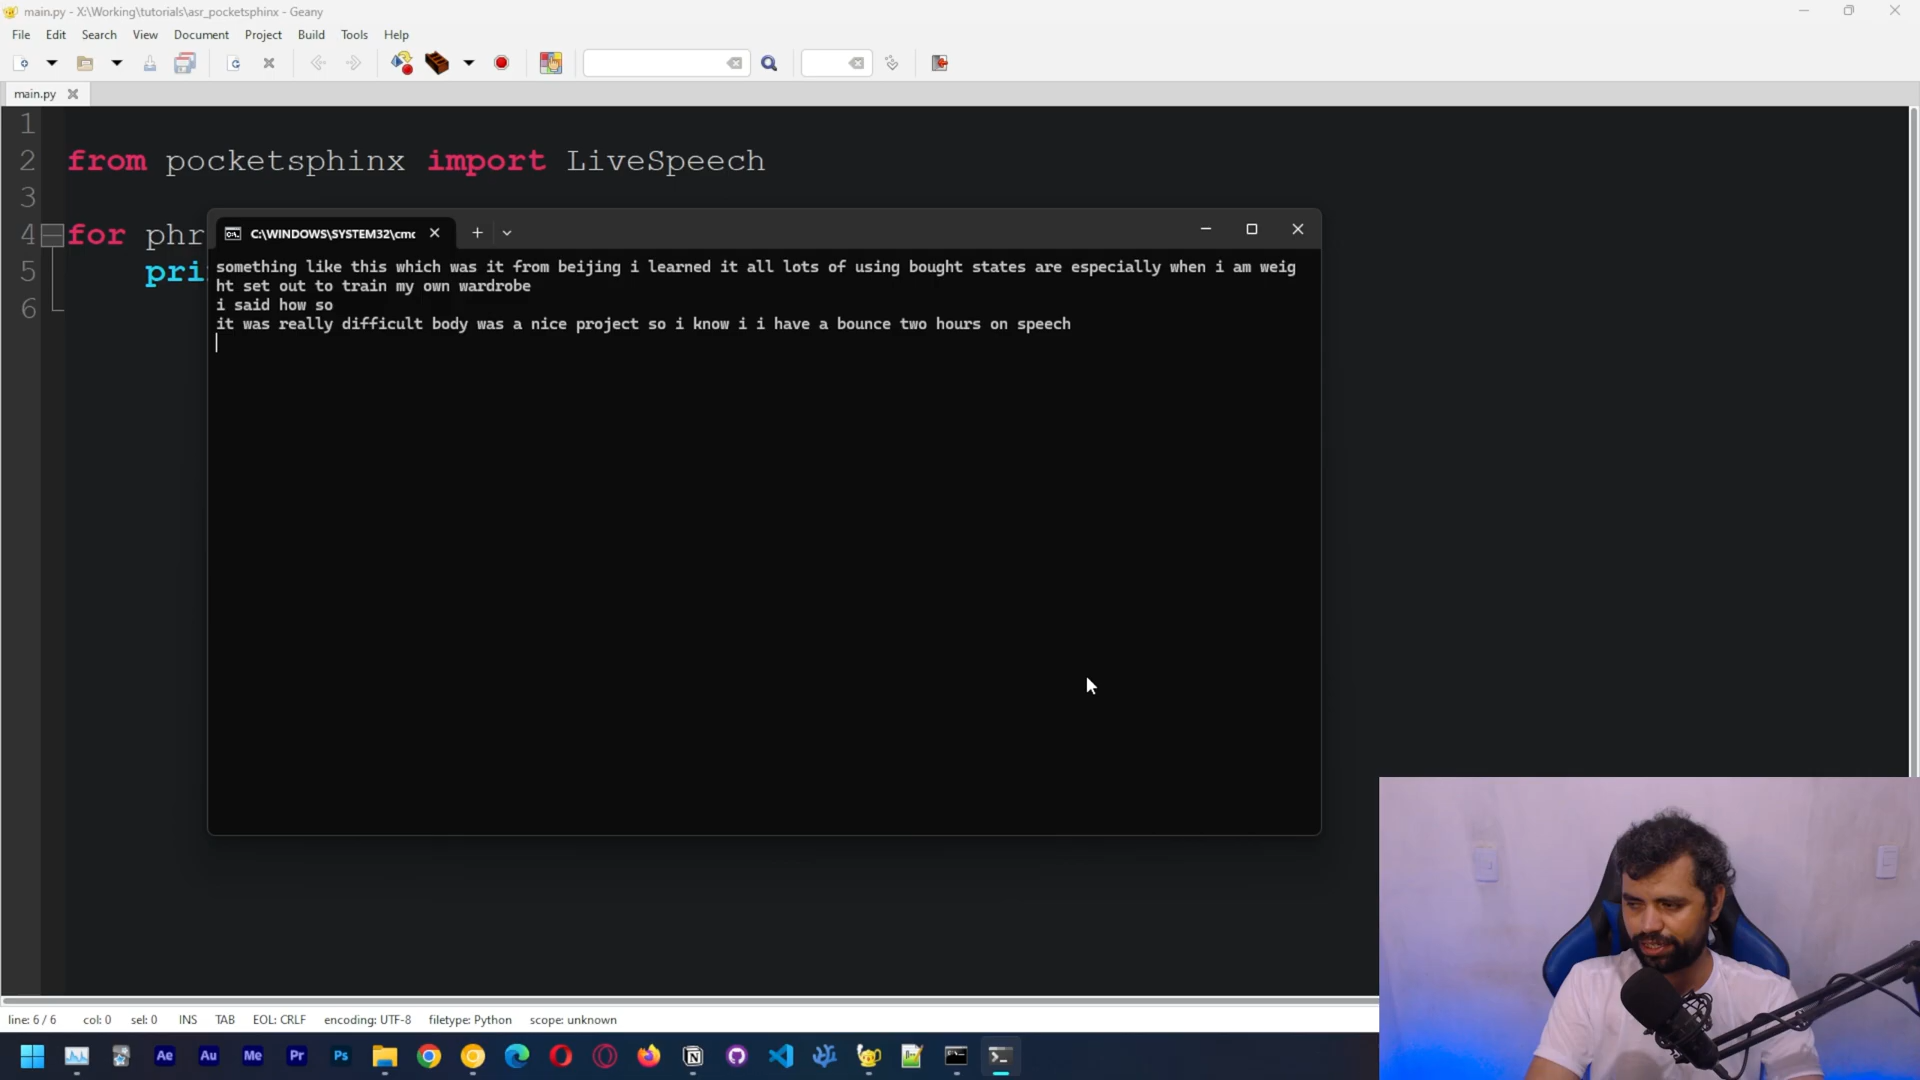 main.py - X:\Working\tutorials\asr_pocketsphinx - Geany
File Edit Search View Document Project Build Tools Help
main.py
1
2 from pocketsphinx import LiveSpeech
3
4 for phr
5 pri
6
C:\WINDOWS\SYSTEM32\cmc
something like this which was it from beijing i learned it all lots of using bought states are especially when i am weig
ht set out to train my own wardrobe
i said how so
it was really difficult body was a nice project so i know i i have a bounce two hours on speech
line: 6 / 6 col: 0 sel: 0 INS TAB EOL: CRLF encoding: UTF-8 filetype: Python scope: unknown
Ae Au Me Pr Ps